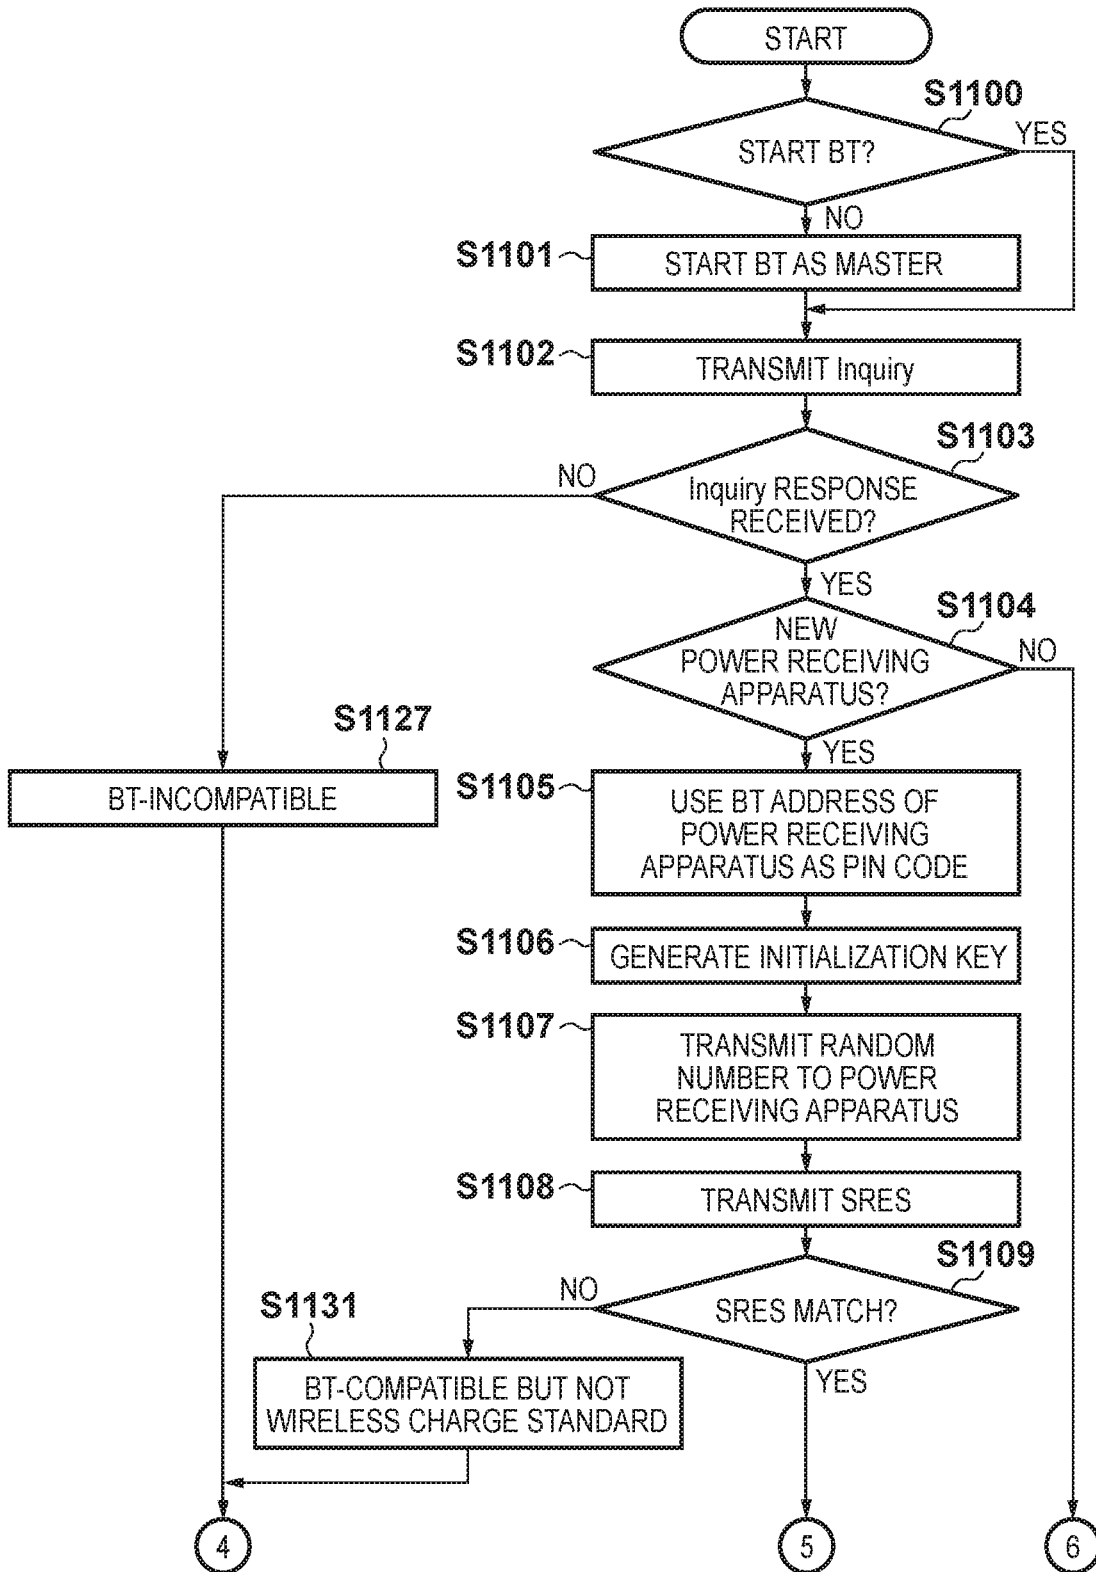 START
S1100
START BT?
YES
NO
S1101
START BT AS MASTER
S1102
TRANSMIT Inquiry
S1103
NO
Inquiry RESPONSE
RECEIVED?
YES
S1104
NEW
POWER RECEIVING
APPARATUS?
NO
YES
S1127
BT-INCOMPATIBLE
S1105
USE BT ADDRESS OF
POWER RECEIVING
APPARATUS AS PIN CODE
S1106
GENERATE INITIALIZATION KEY
S1107
TRANSMIT RANDOM
NUMBER TO POWER
RECEIVING APPARATUS
S1108
TRANSMIT SRES
S1109
NO
SRES MATCH?
YES
S1131
BT-COMPATIBLE BUT NOT
WIRELESS CHARGE STANDARD
4
5
6